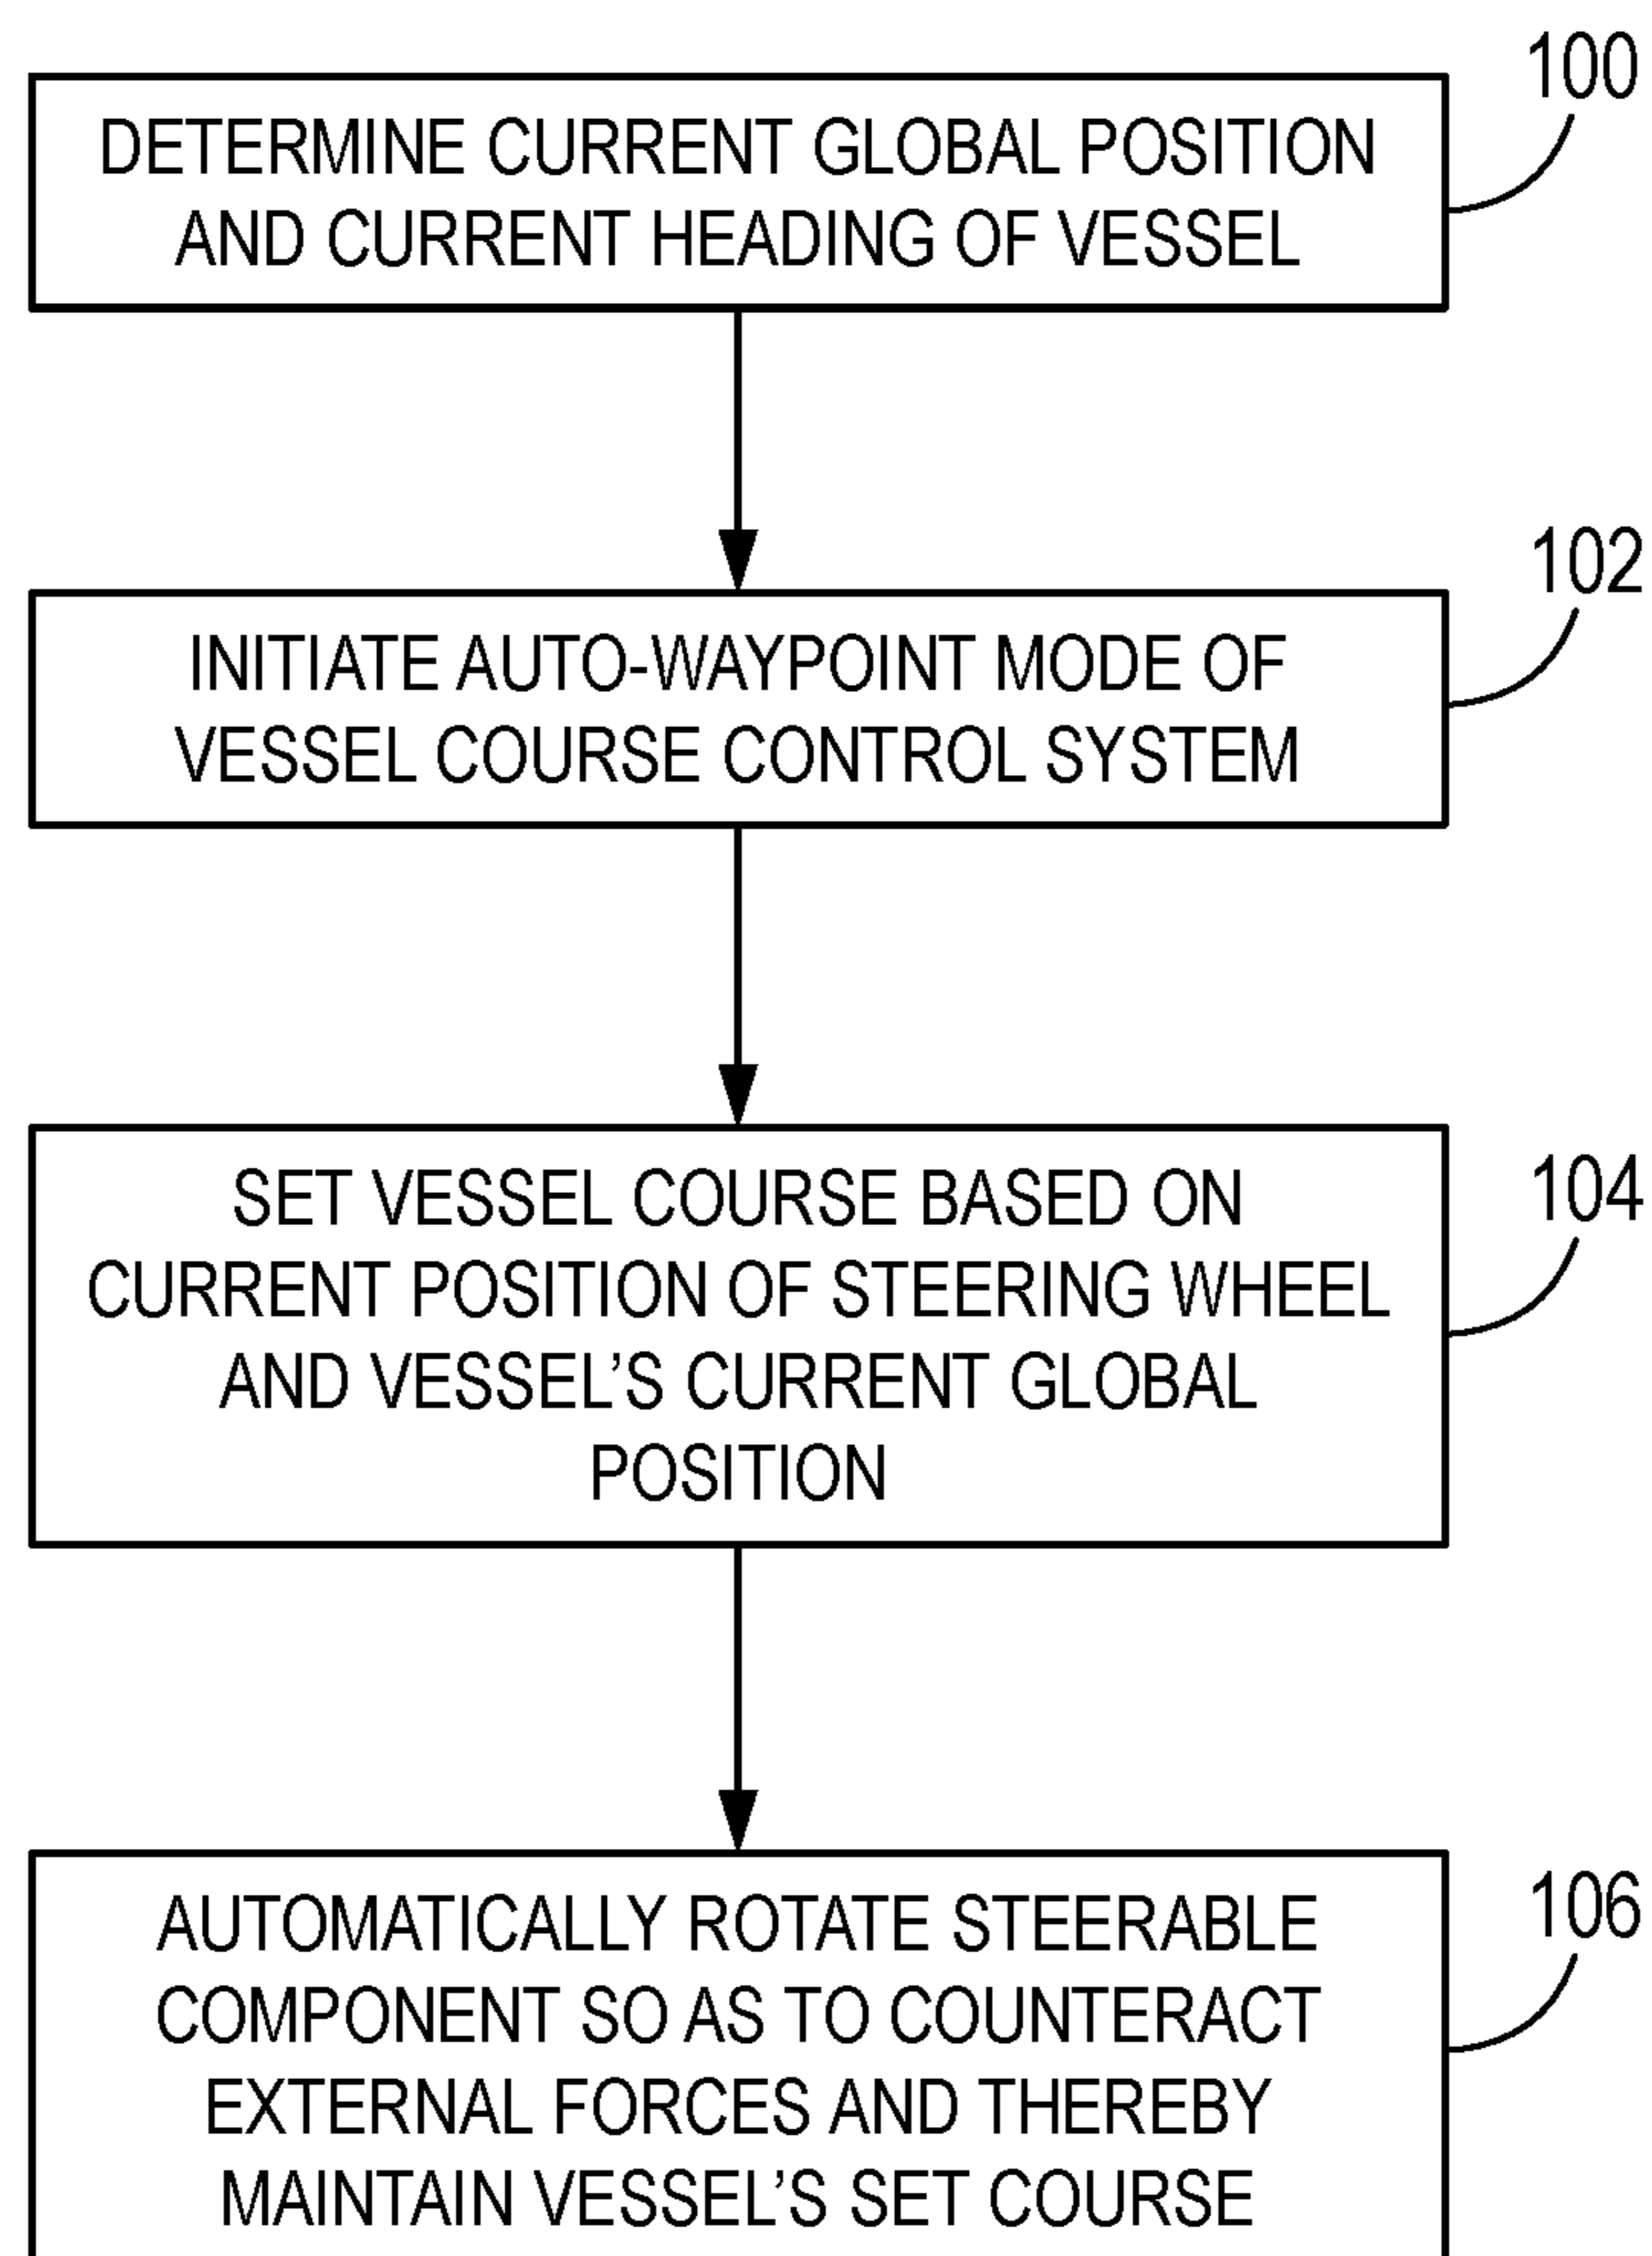 100
DETERMINE CURRENT GLOBAL POSITION
AND CURRENT HEADING OF VESSEL
102
INITIATE AUTO-WAYPOINT MODE OF
VESSEL COURSE CONTROL SYSTEM
104
SET VESSEL COURSE BASED ON
CURRENT POSITION OF STEERING WHEEL
AND VESSEL’S CURRENT GLOBAL
POSITION
106
AUTOMATICALLY ROTATE STEERABLE
COMPONENT SO AS TO COUNTERACT
EXTERNAL FORCES AND THEREBY
MAINTAIN VESSEL’S SET COURSE